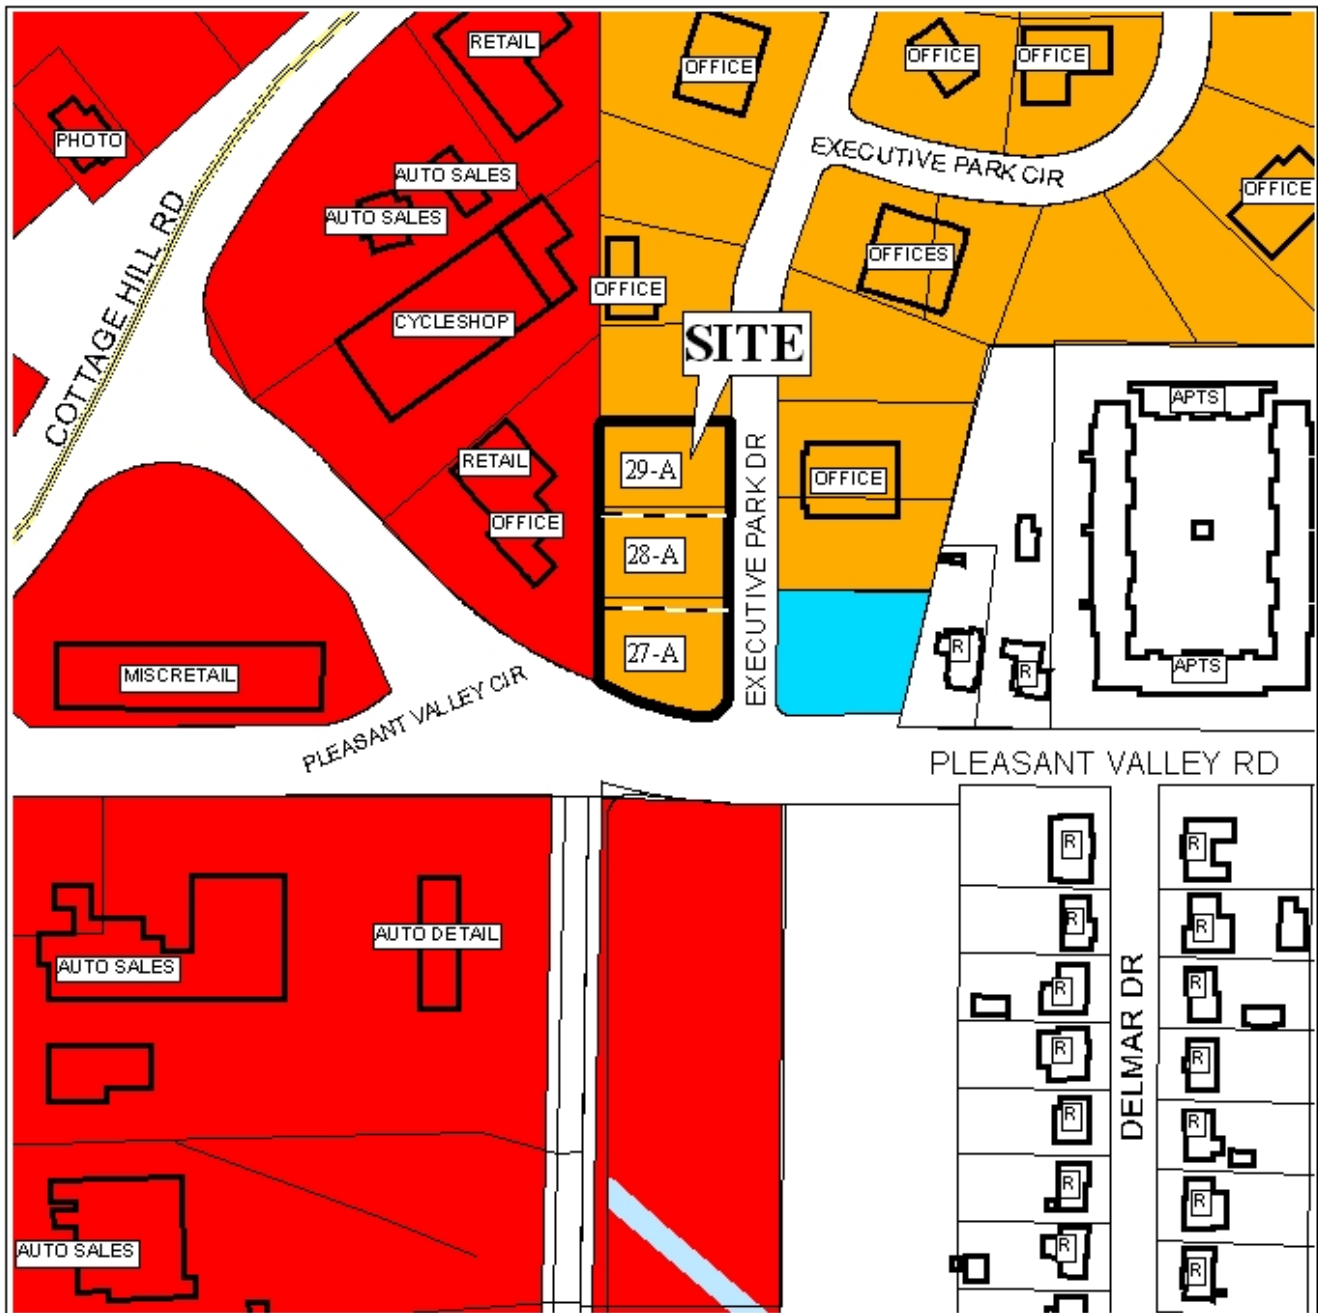 RETAIL
OFFICE
OFFICE
OFFICE
PHOTO
EXECUTIVE PARK CIR
AUTO SALES
OFFICE
AUTO SALES
COTTAGE HILL RD
OFFICES
OFFICE
CYCLESHOP
SITE
APTS
RETAIL
29-A
OFFICE
OFFICE
EXECUTIVE PARK DR
28-A
27-A
R
R
APTS
MISCRETAIL
PLEASANT VALLEY CIR
PLEASANT VALLEY RD
R
R
R
R
AUTO DETAIL
AUTO SALES
R
R
DELMAR DR
R
R
R
R
R
R
AUTO SALES
R
R